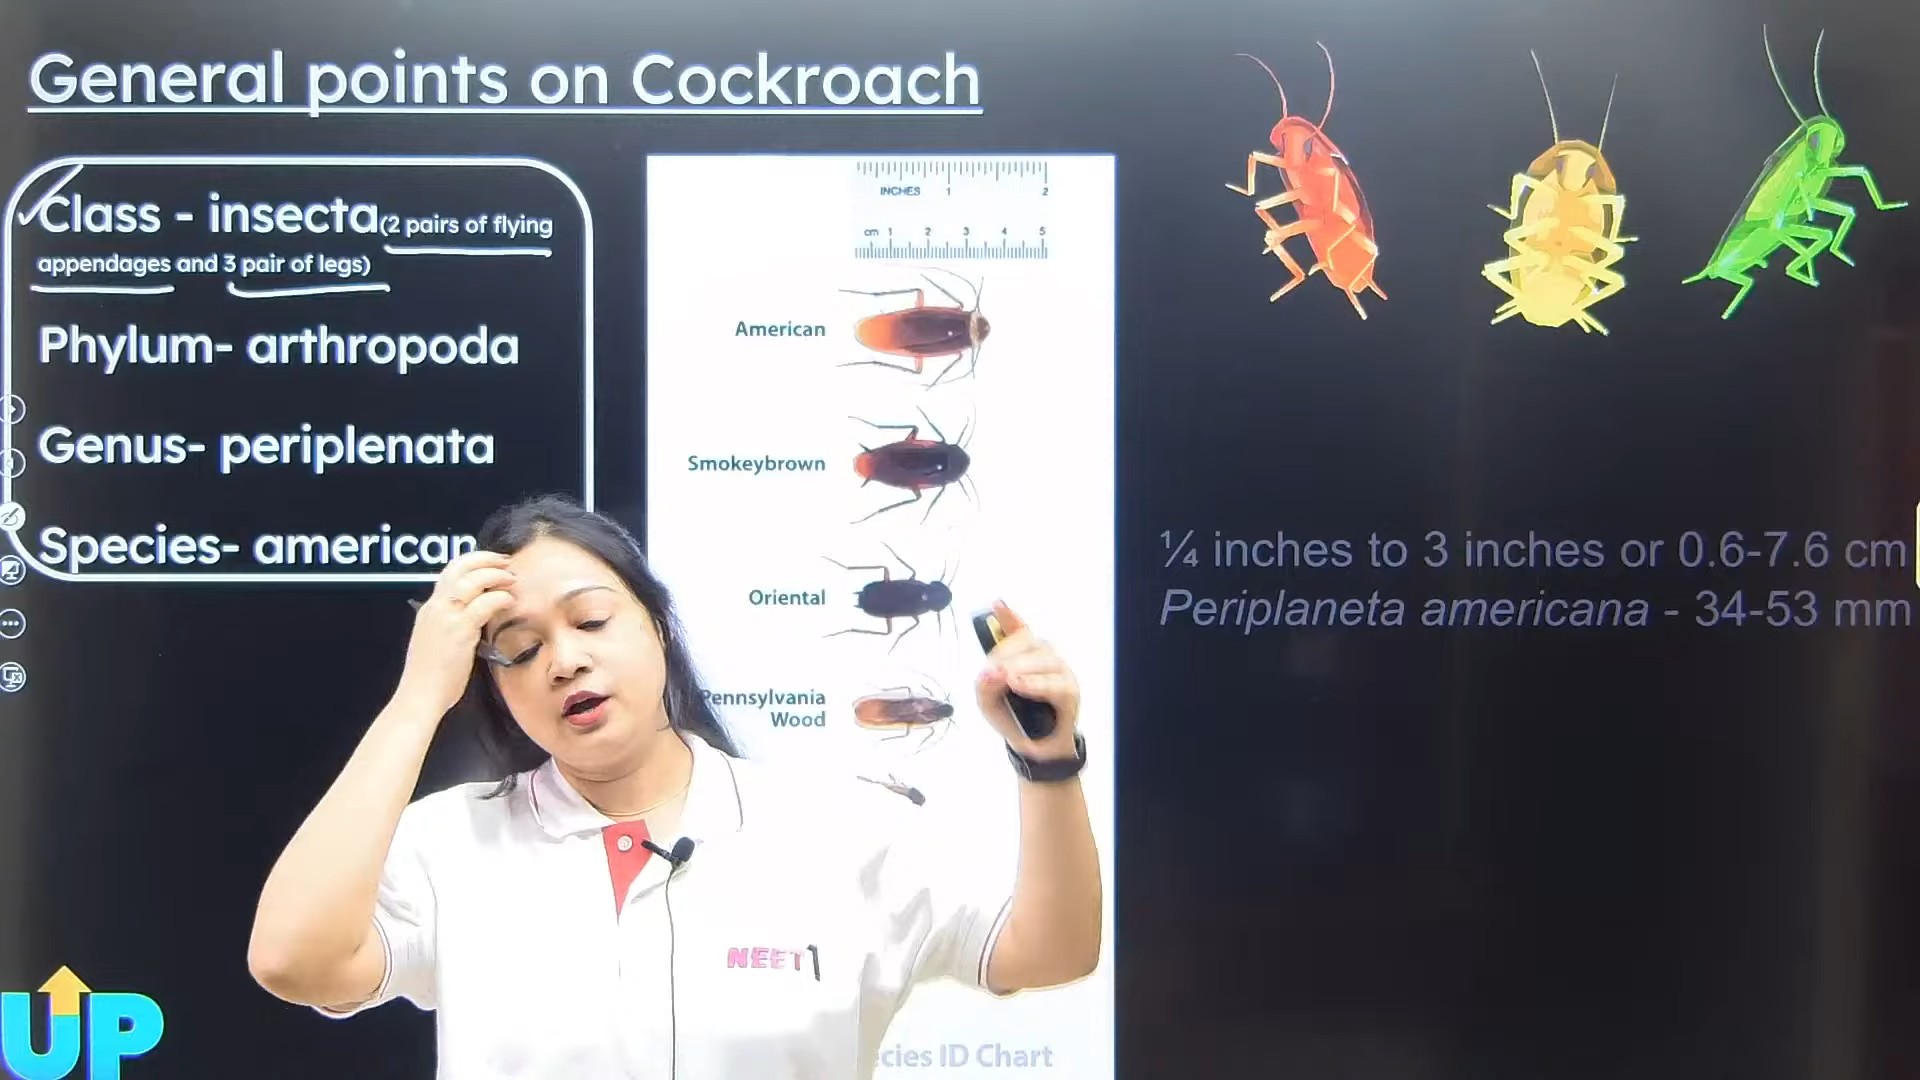 General points on Cockroach
Class - insecta(2 pairs of flying
appendages and 3 pair of legs)
Phylum- arthropoda
Genus- periplenata
Species- american
INCHES 1 2
cm 1 2 3 4 5
American
Smokeybrown
Oriental
Pennsylvania
Wood
cies ID Chart
¼ inches to 3 inches or 0.6-7.6 cm
Periplaneta americana - 34-53 mm
NEET
UP